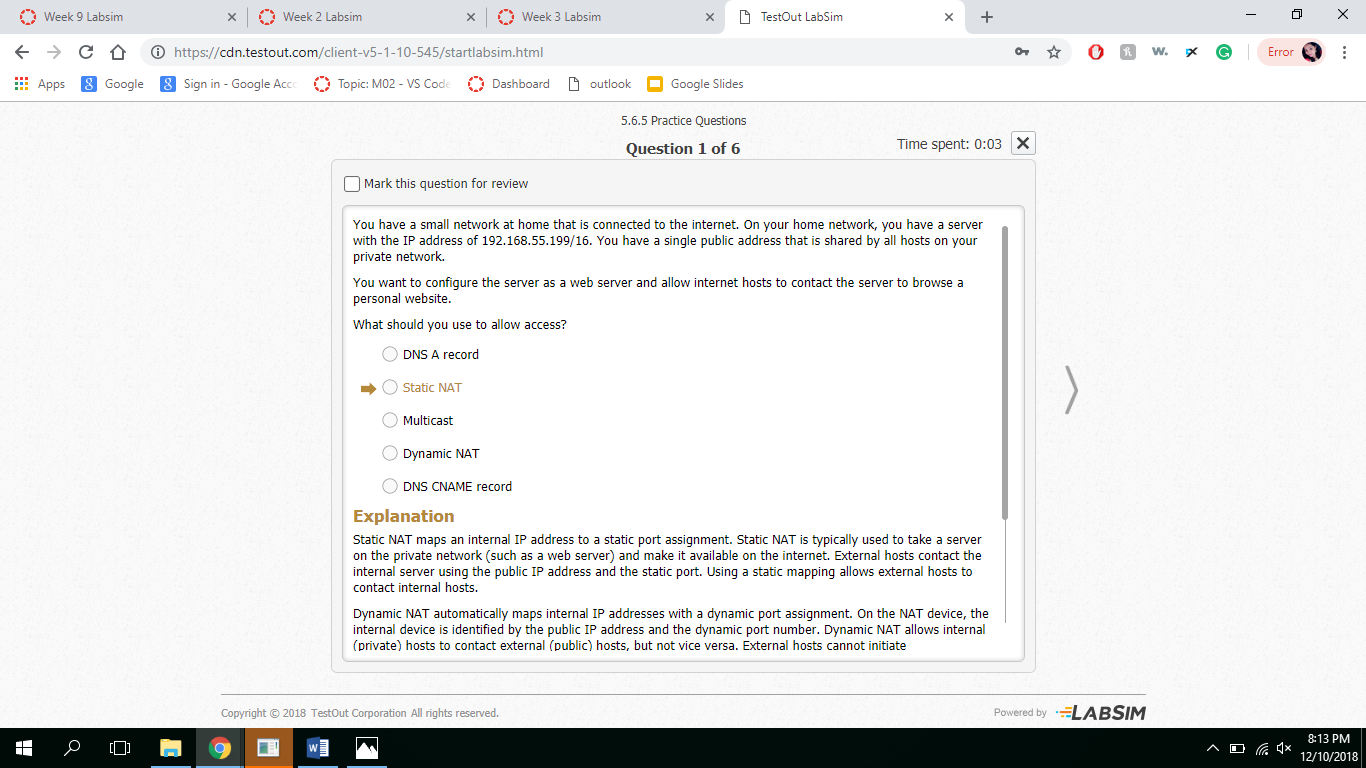 Week 9 Labsim
Week 2 Labsim
Week 3 Labsim
TestOut LabSim
https://cdn.testout.com/client-v5-1-10-545/startlabsim.html
Error
Apps
Google
Sign in - Google Acc
Topic: M02 - VS Code
Dashboard
outlook
Google Slides
5.6.5 Practice Questions
Question 1 of 6
Time spent: 0:03
Mark this question for review
You have a small network at home that is connected to the internet. On your home network, you have a server
with the IP address of 192.168.55.199/16. You have a single public address that is shared by all hosts on your
private network.
You want to configure the server as a web server and allow internet hosts to contact the server to browse a
personal website.
What should you use to allow access?
DNS A record
Static NAT
Multicast
Dynamic NAT
DNS CNAME record
Explanation
Static NAT maps an internal IP address to a static port assignment. Static NAT is typically used to take a server
on the private network (such as a web server) and make it available on the internet. External hosts contact the
internal server using the public IP address and the static port. Using a static mapping allows external hosts to
contact internal hosts.
Dynamic NAT automatically maps internal IP addresses with a dynamic port assignment. On the NAT device, the
internal device is identified by the public IP address and the dynamic port number. Dynamic NAT allows internal
(private) hosts to contact external (public) hosts, but not vice versa. External hosts cannot initiate
Copyright © 2018 TestOut Corporation All rights reserved.
Powered by LABSIM
8:13 PM
12/10/2018